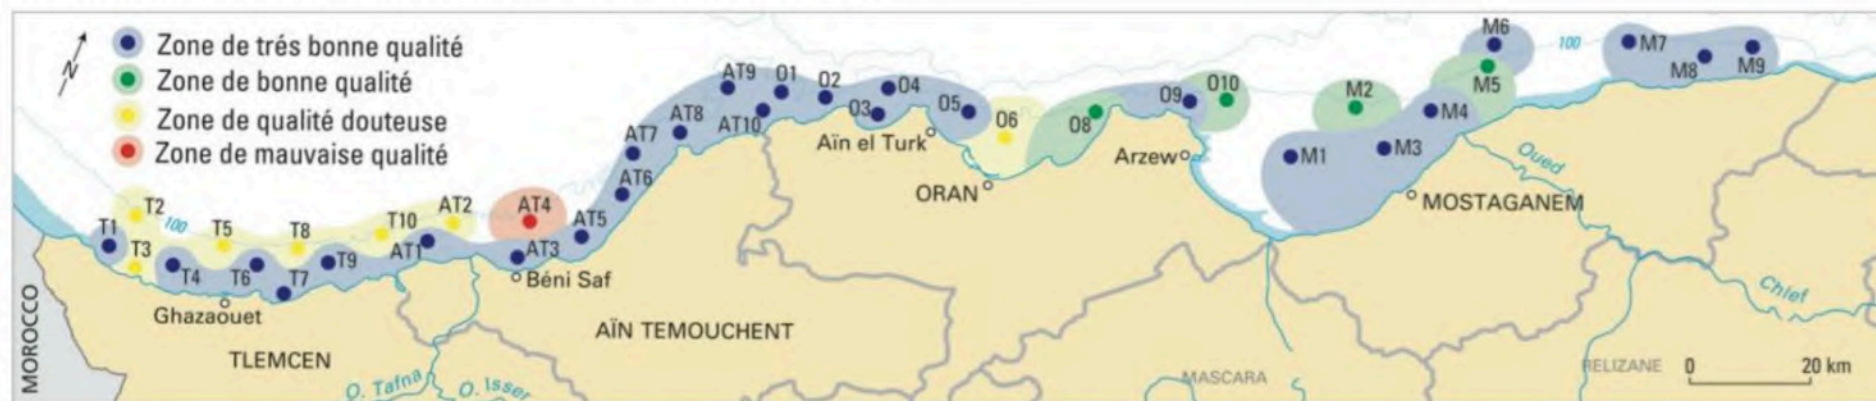 N
Zone de trés bonne qualité
Zone de bonne qualité
Zone de qualité douteuse
Zone de mauvaise qualité
T1
T2
T3
100
T4
T5
T6
T7
T8
T9
T10
AT1
AT2
AT3
AT4
AT5
AT6
AT7
AT8
AT9
AT10
O1
O2
O3
O4
O5
O6
O8
O9
O10
M1
M2
M3
M4
M5
M6
100
M7
M8
M9
MOROCCO
Ghazaouet
TLEMCEN
Béni Saf
O. Tafna
O. Isser
AÏN TEMOUCHENT
Aïn el Turk
ORAN
Arzew
MASCARA
MOSTAGANEM
Oued
Chlef
RELIZANE
0 20 km